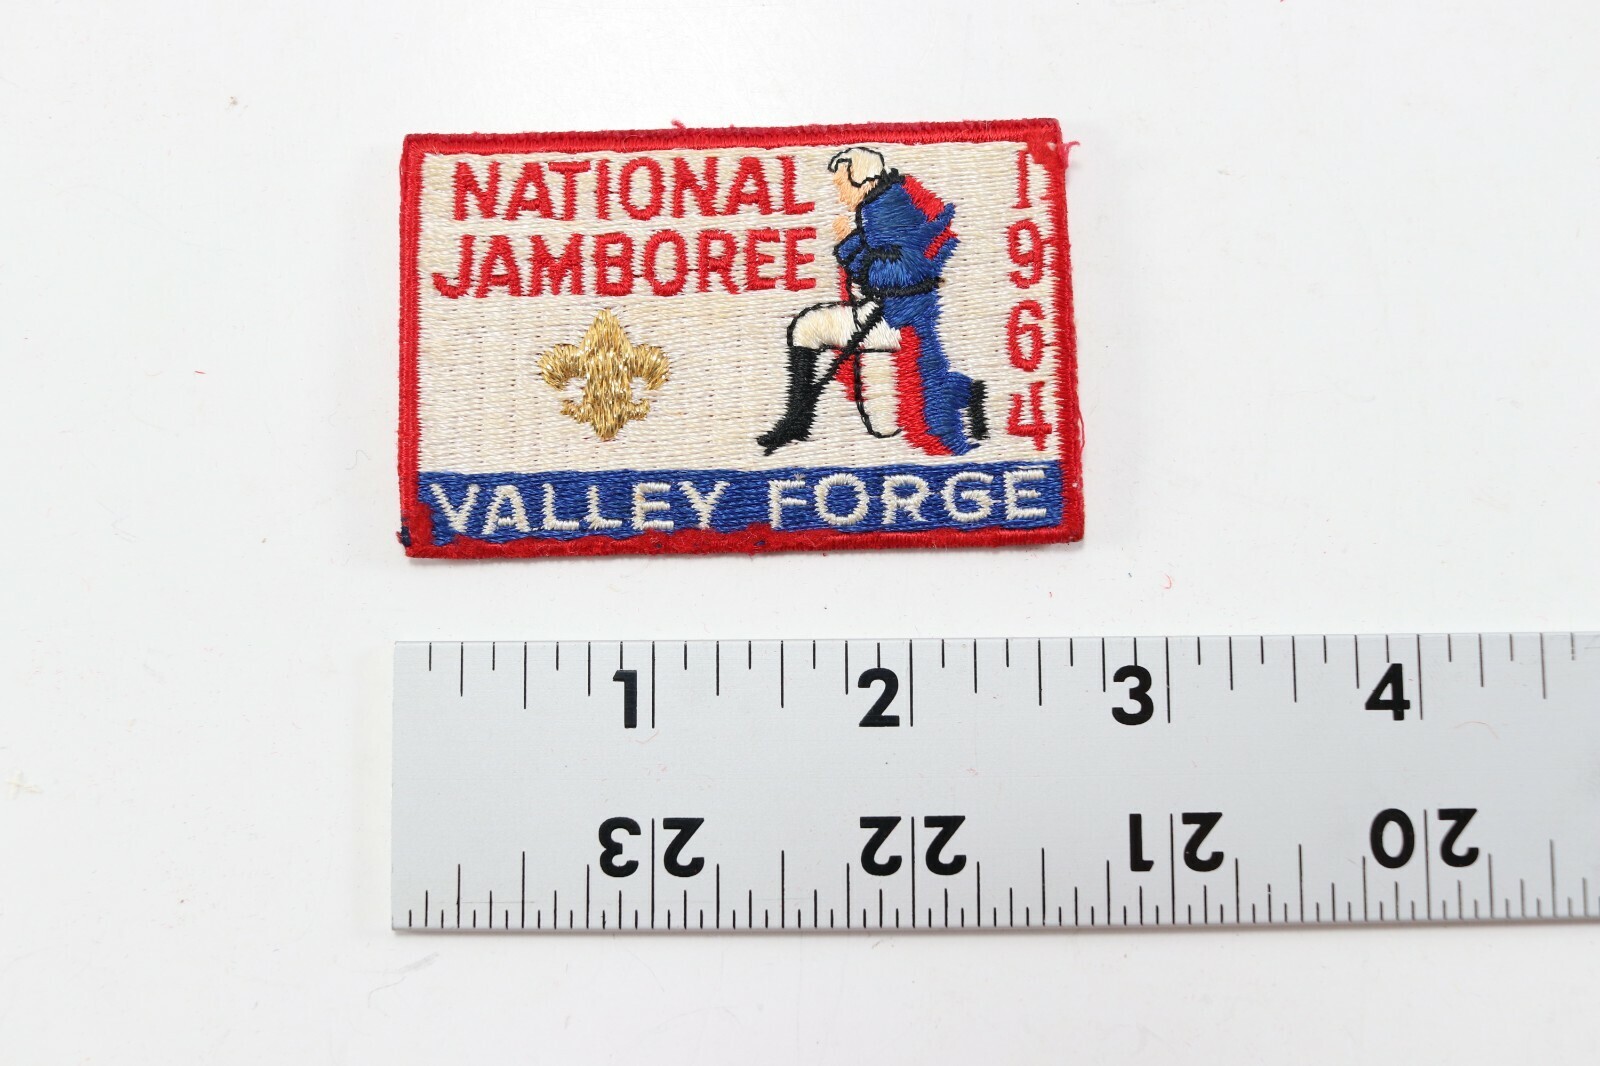 NATIONAL
JAMBOREE
1964
VALLEY FORGE
1 2 3 4
23 22 21 20